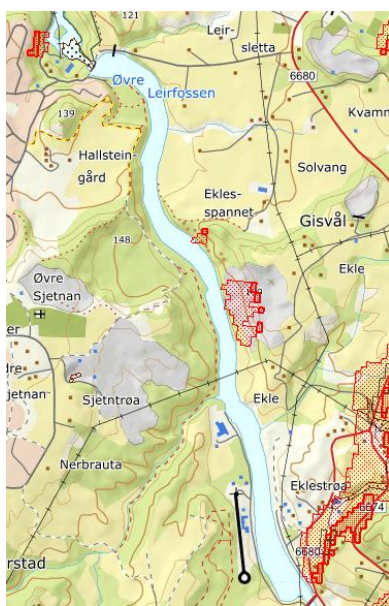 121
Leir-
sletta
6680
Øvre
Leirfossen
139
Kvamm
Hallstein-
gård
Solvang
Ekles-
spannet
Gisvål
148
Ekle
Øvre
Sjetnan
er
dre
jetnan
Sjetntrøa
Ekle
Nerbrauta
Eklestrøa
6674
6680
rstad